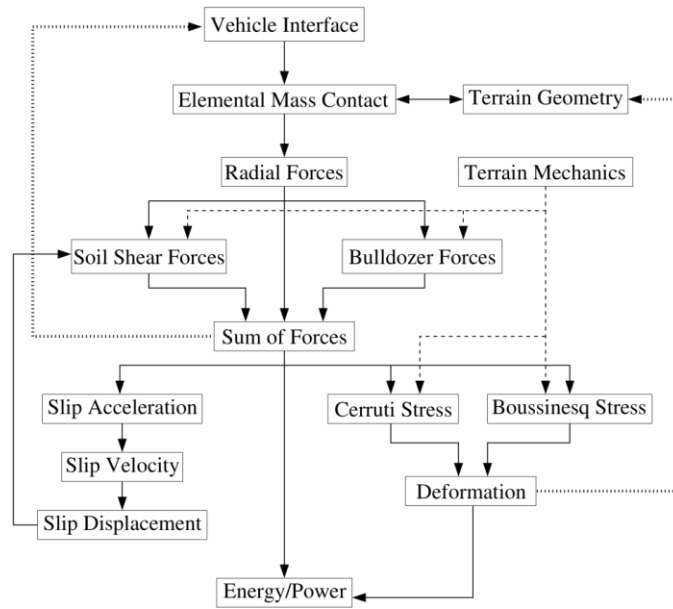 Vehicle Interface
Elemental Mass Contact
Terrain Geometry
Radial Forces
Terrain Mechanics
Soil Shear Forces
Bulldozer Forces
Sum of Forces
Slip Acceleration
Cerruti Stress
Boussinesq Stress
Slip Velocity
Deformation
Slip Displacement
Energy/Power